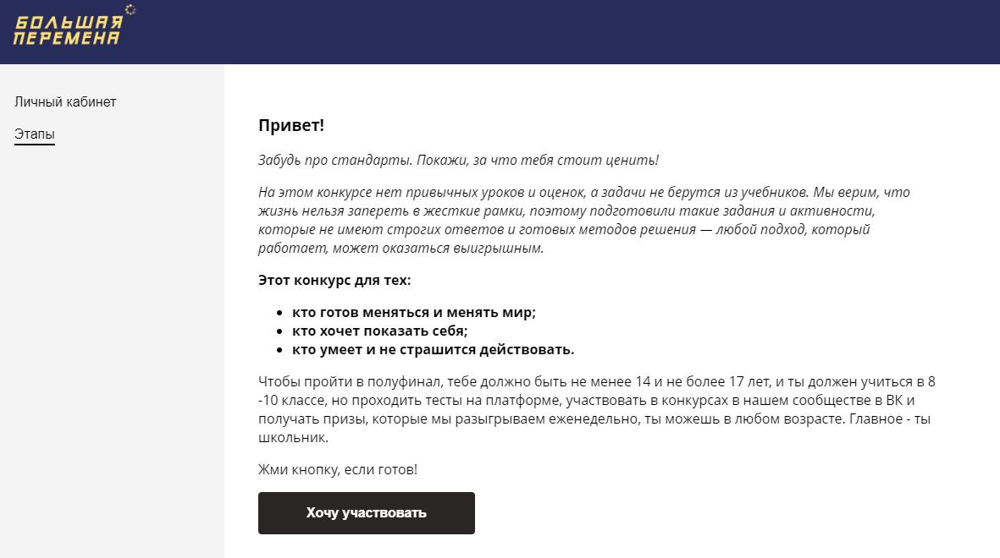 БОЛЬШАЯ
ПЕРЕМЕНА
Личный кабинет
Этапы
Привет!
Забудь про стандарты. Покажи, за что тебя стоит ценить!
На этом конкурсе нет привычных уроков и оценок, а задачи не берутся из учебников. Мы верим, что
жизнь нельзя запереть в жесткие рамки, поэтому подготовили такие задания и активности,
которые не имеют строгих ответов и готовых методов решения — любой подход, который
работает, может оказаться выигрышным.
Этот конкурс для тех:
• кто готов меняться и менять мир;
• кто хочет показать себя;
• кто умеет и не страшится действовать.
Чтобы пройти в полуфинал, тебе должно быть не менее 14 и не более 17 лет, и ты должен учиться в 8
-10 классе, но проходить тесты на платформе, участвовать в конкурсах в нашем сообществе в ВК и
получать призы, которые мы разыгрываем еженедельно, ты можешь в любом возрасте. Главное - ты
школьник.
Жми кнопку, если готов!
Хочу участвовать